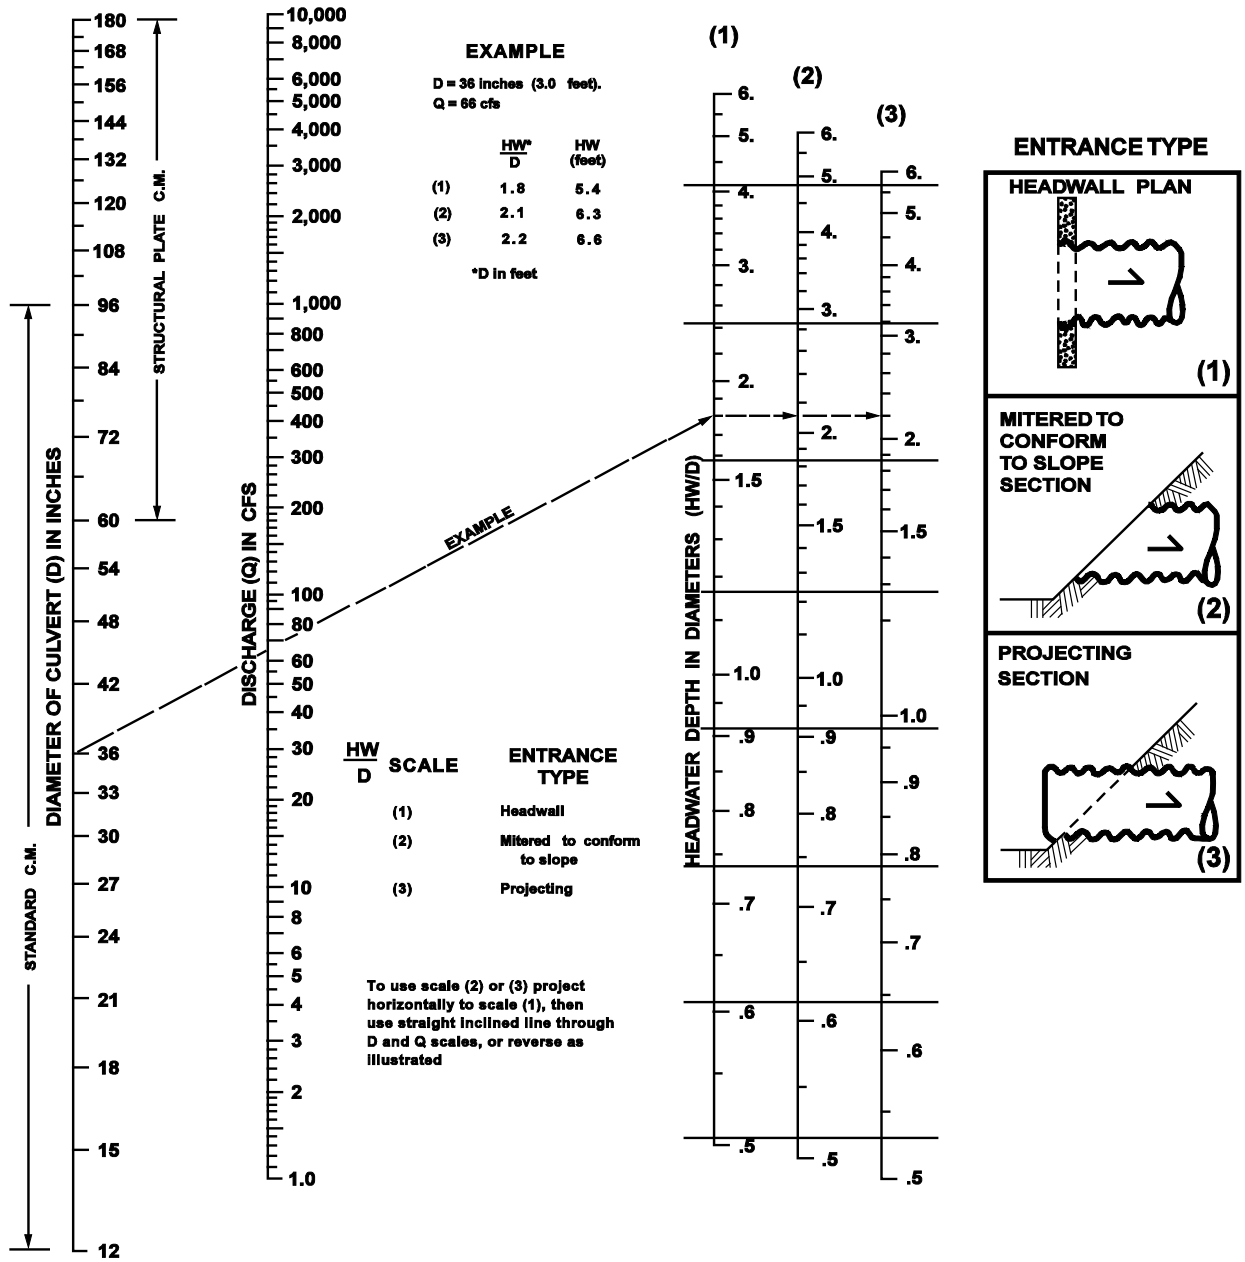 180
168
156
144
132
120
108
96
84
72
60
54
48
42
36
33
30
27
24
21
18
15
12
DIAMETER OF CULVERT (D) IN INCHES
STANDARD C.M.
STRUCTURAL PLATE C.M.
10,000
8,000
6,000
5,000
4,000
3,000
2,000
1,000
800
600
500
400
300
200
100
80
60
50
40
30
20
10
8
6
5
4
3
2
1.0
DISCHARGE (Q) IN CFS
EXAMPLE
D = 36 inches (3.0 feet).
Q = 66 cfs
HW* HW
D (feet)
(1) 1.8 5.4
(2) 2.1 6.3
(3) 2.2 6.6
*D in feet
EXAMPLE
HW SCALE ENTRANCE
D TYPE
(1) Headwall
(2) Mitered to conform
to slope
(3) Projecting
To use scale (2) or (3) project
horizontally to scale (1), then
use straight inclined line through
D and Q scales, or reverse as
illustrated
HEADWATER DEPTH IN DIAMETERS (HW/D)
(1)
6.
5.
4.
3.
2.
1.5
1.0
.9
.8
.7
.6
.5
(2)
6.
5.
4.
3.
2.
1.5
1.0
.9
.8
.7
.6
.5
(3)
6.
5.
4.
3.
2.
1.5
1.0
.9
.8
.7
.6
.5
ENTRANCE TYPE
HEADWALL PLAN
(1)
MITERED TO
CONFORM
TO SLOPE
SECTION
(2)
PROJECTING
SECTION
(3)